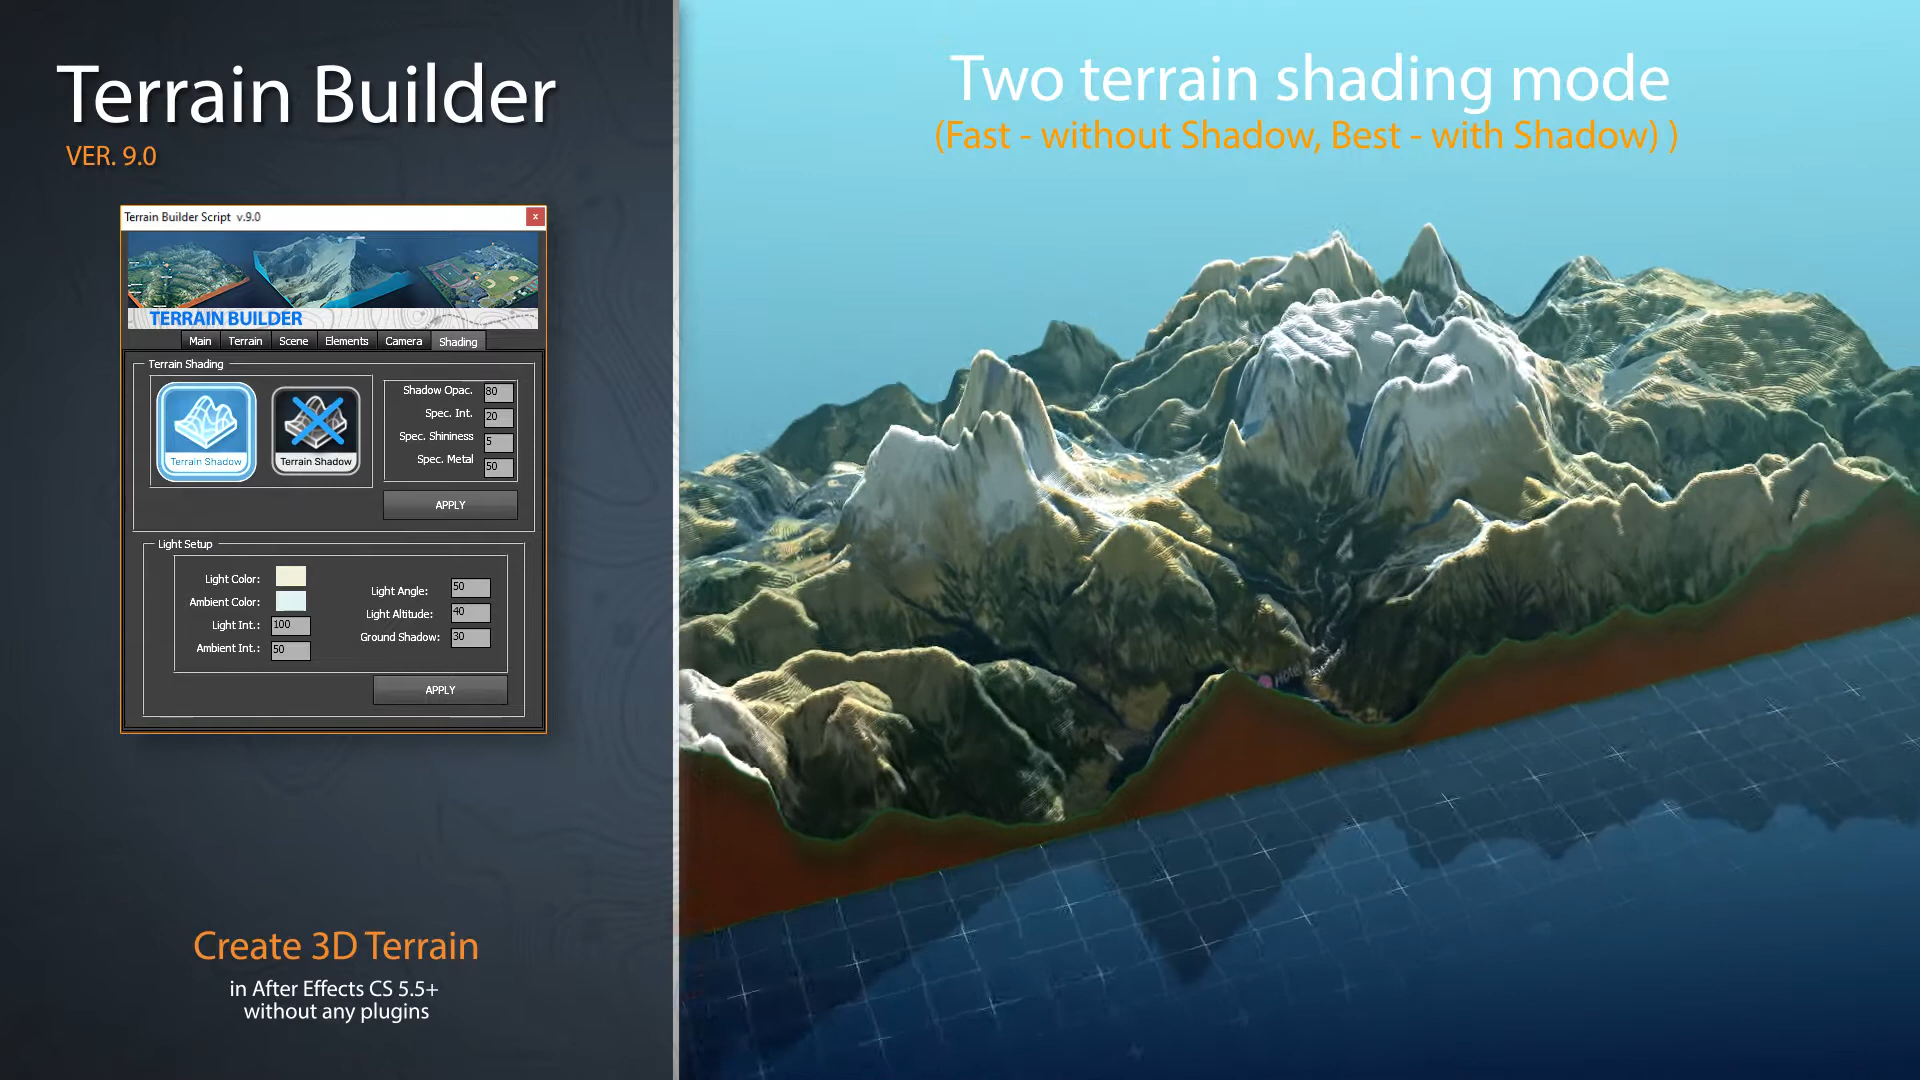 Terrain Builder
VER. 9.0
Terrain Builder Script v.9.0
x
TERRAIN BUILDER
Main Terrain Scene Elements Camera Shading
Terrain Shading
Terrain Shadow
Terrain Shadow
Shadow Opac. 80
Spec. Int. 20
Spec. Shininess 5
Spec. Metal 50
APPLY
Light Setup
Light Color:
Ambient Color:
Light Int.: 100
Ambient Int.: 50
Light Angle: 50
Light Altitude: 40
Ground Shadow: 30
APPLY
Create 3D Terrain
in After Effects CS 5.5+
without any plugins
Two terrain shading mode
(Fast - without Shadow, Best - with Shadow) )
Hotel